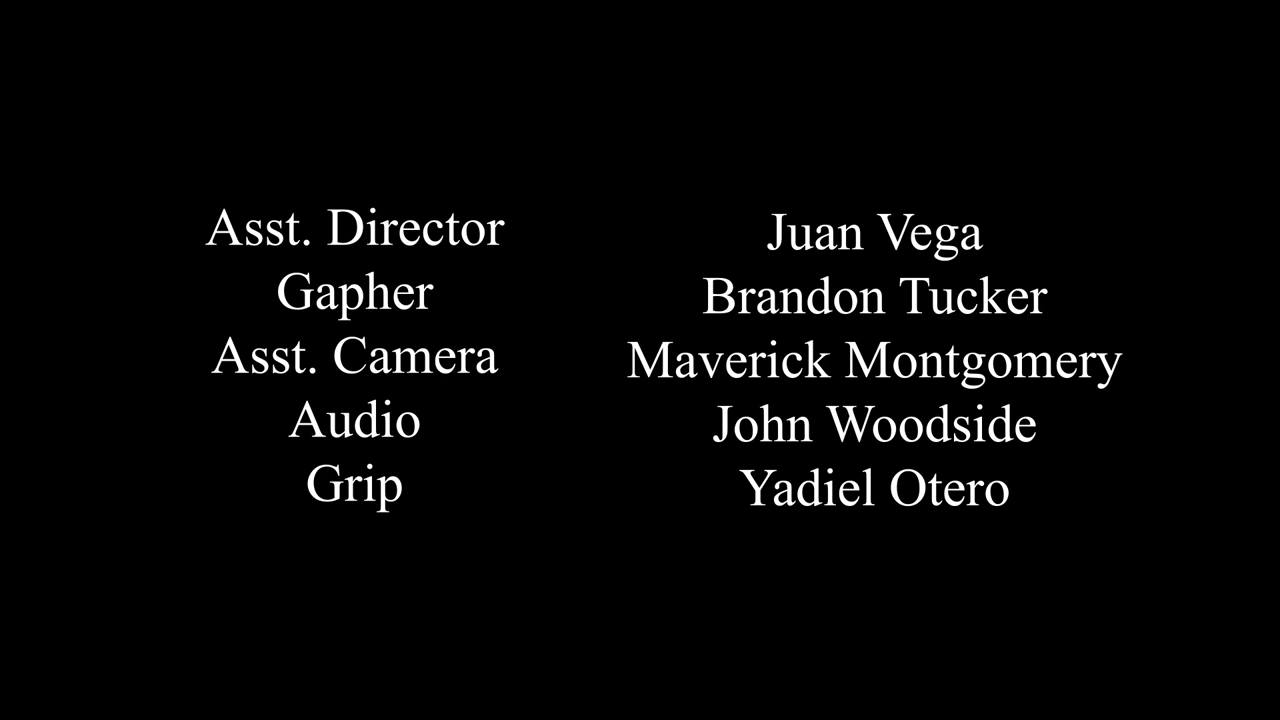 Asst. Director Juan Vega
Gapher Brandon Tucker
Asst. Camera Maverick Montgomery
Audio John Woodside
Grip Yadiel Otero